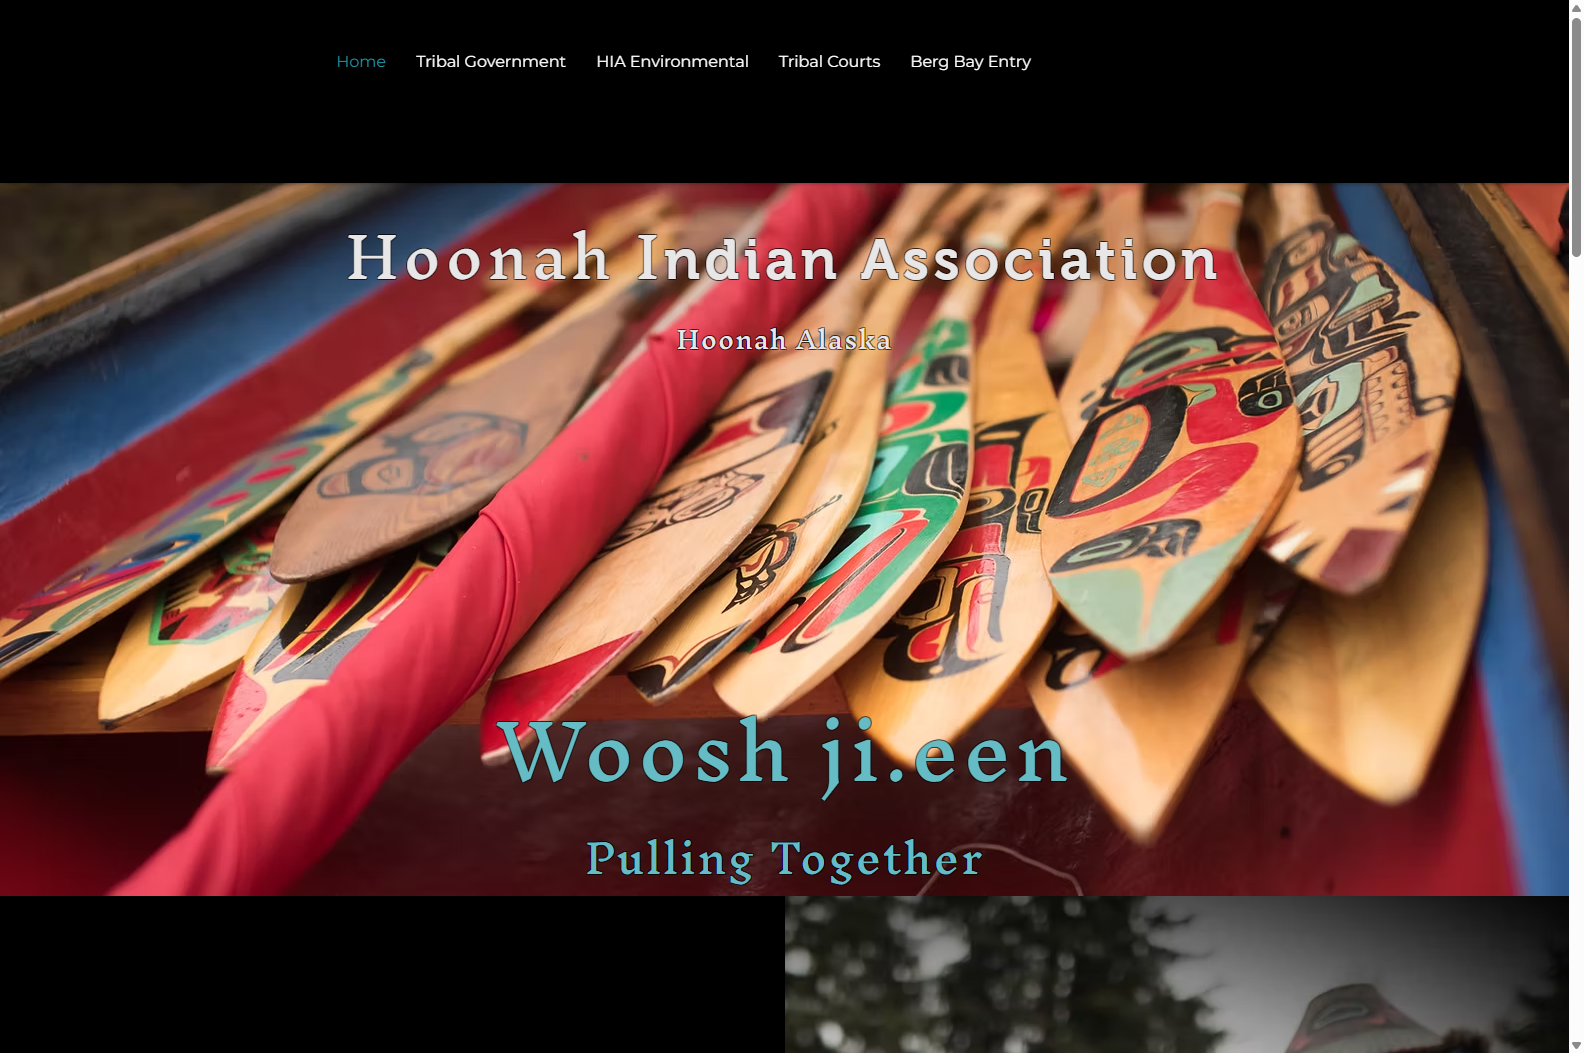 Home Tribal Government HIA Environmental Tribal Courts Berg Bay Entry
Hoonah Indian Association
Hoonah Alaska
Woosh ji.een
Pulling Together